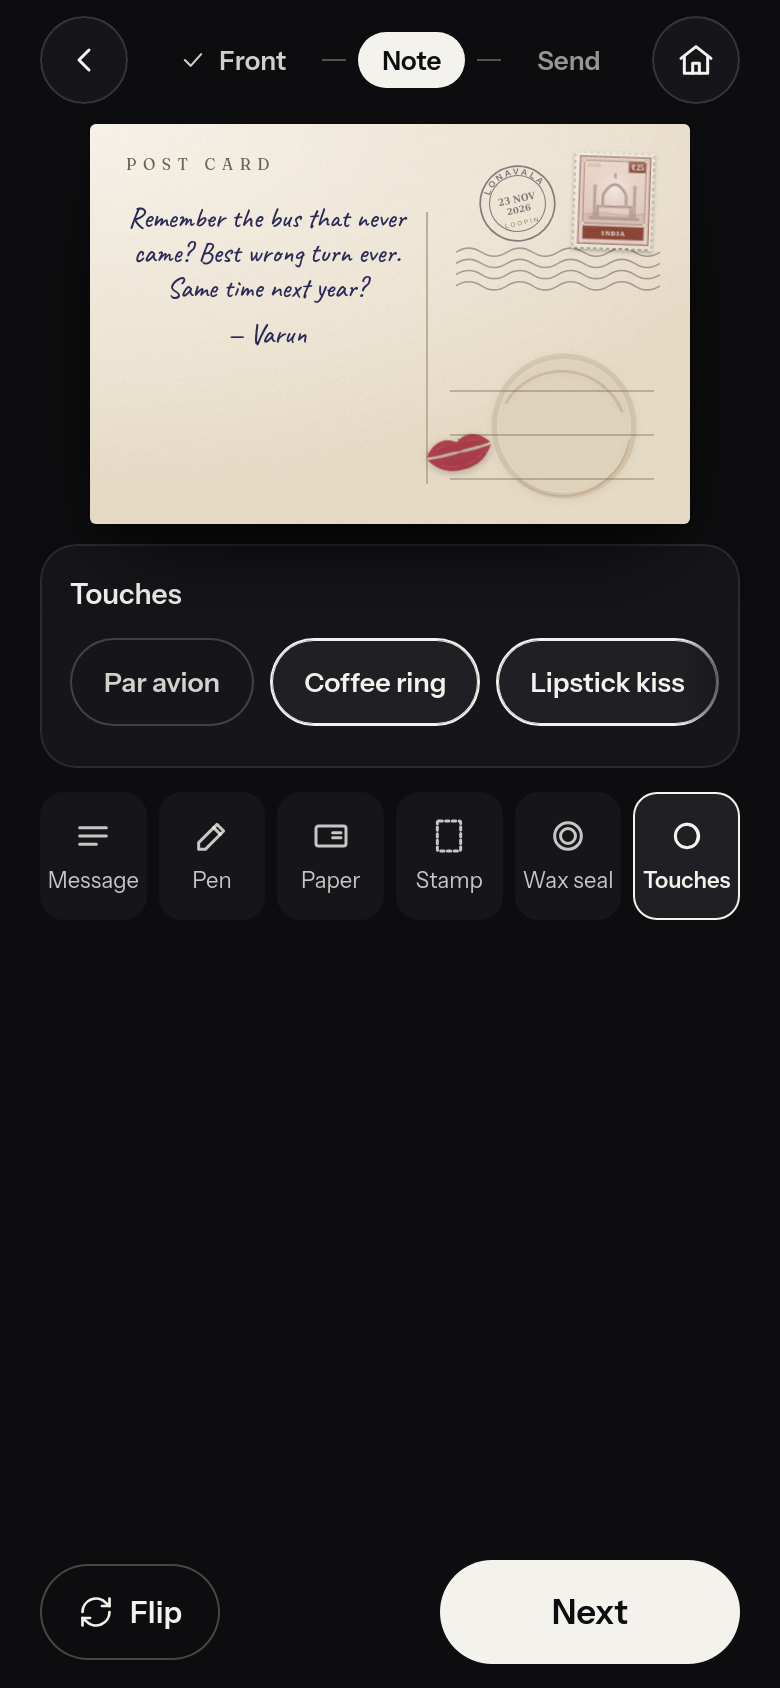 Front
Note
Send
POST CARD
Remember the bus that never
came? Best wrong turn ever.
Same time next year?
– Varun
LONAVALA
23 NOV
2026
LOOPIN
₹25
INDIA
Touches
Par avion
Coffee ring
Lipstick kiss
Message
Pen
Paper
Stamp
Wax seal
Touches
Flip
Next